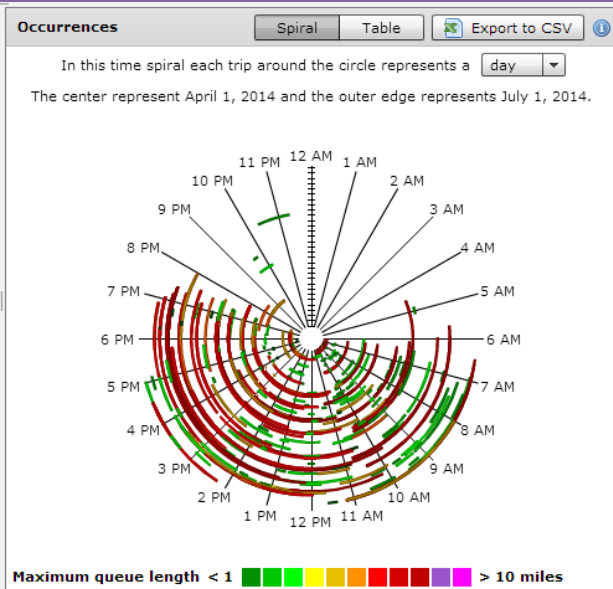 Occurrences Spiral Table Export to CSV
In this time spiral each trip around the circle represents a day
The center represent April 1, 2014 and the outer edge represents July 1, 2014.
12 AM
11 PM 1 AM
10 PM 2 AM
9 PM 3 AM
8 PM 4 AM
7 PM 5 AM
6 PM 6 AM
5 PM 7 AM
4 PM 8 AM
3 PM 9 AM
2 PM 10 AM
1 PM 12 PM 11 AM
Maximum queue length < 1 > 10 miles